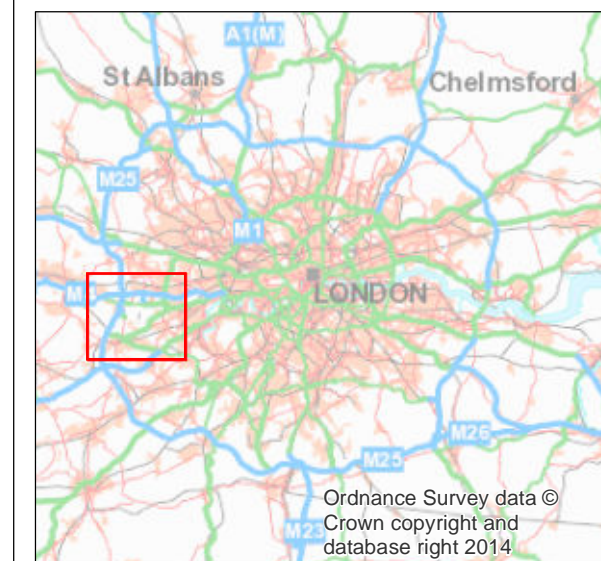 A1(M)
St Albans
Chelmsford
M25
M1
LONDON
M26
M25
Ordnance Survey data ©
Crown copyright and
database right 2014
M23